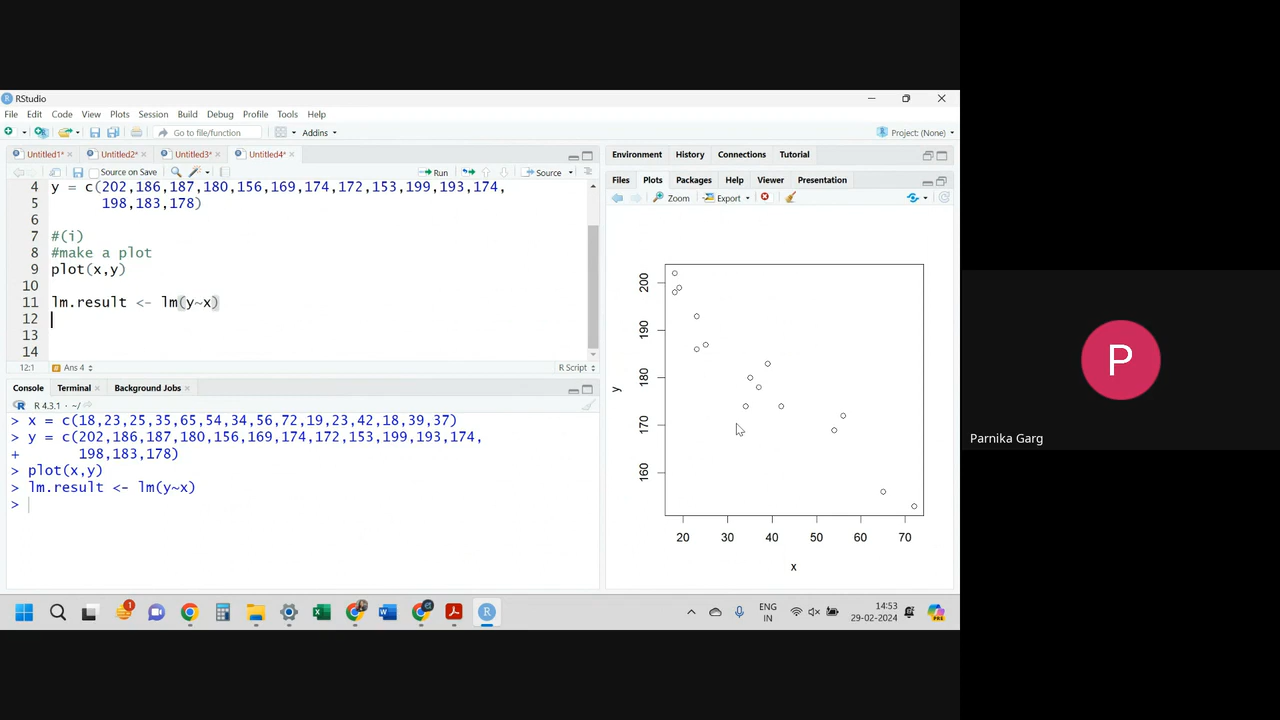 RStudio
File Edit Code View Plots Session Build Debug Profile Tools Help
Go to file/function Addins Project: (None)
Untitled1* Untitled2* Untitled3* Untitled4*
Source on Save Run Source
4 y = c(202,186,187,180,156,169,174,172,153,199,193,174,
5 198,183,178)
6
7 #(i)
8 #make a plot
9 plot(x,y)
10
11 lm.result <- lm(y~x)
12
13
14
12:1 Ans 4 R Script
Console Terminal Background Jobs
R 4.3.1 · ~/
> x = c(18,23,25,35,65,54,34,56,72,19,23,42,18,39,37)
> y = c(202,186,187,180,156,169,174,172,153,199,193,174,
+ 198,183,178)
> plot(x,y)
> lm.result <- lm(y~x)
>
Environment History Connections Tutorial
Files Plots Packages Help Viewer Presentation
Zoom Export
200
190
180
170
160
y
20 30 40 50 60 70
x
P
Parnika Garg
1
ENG
IN
14:53
29-02-2024
PRE